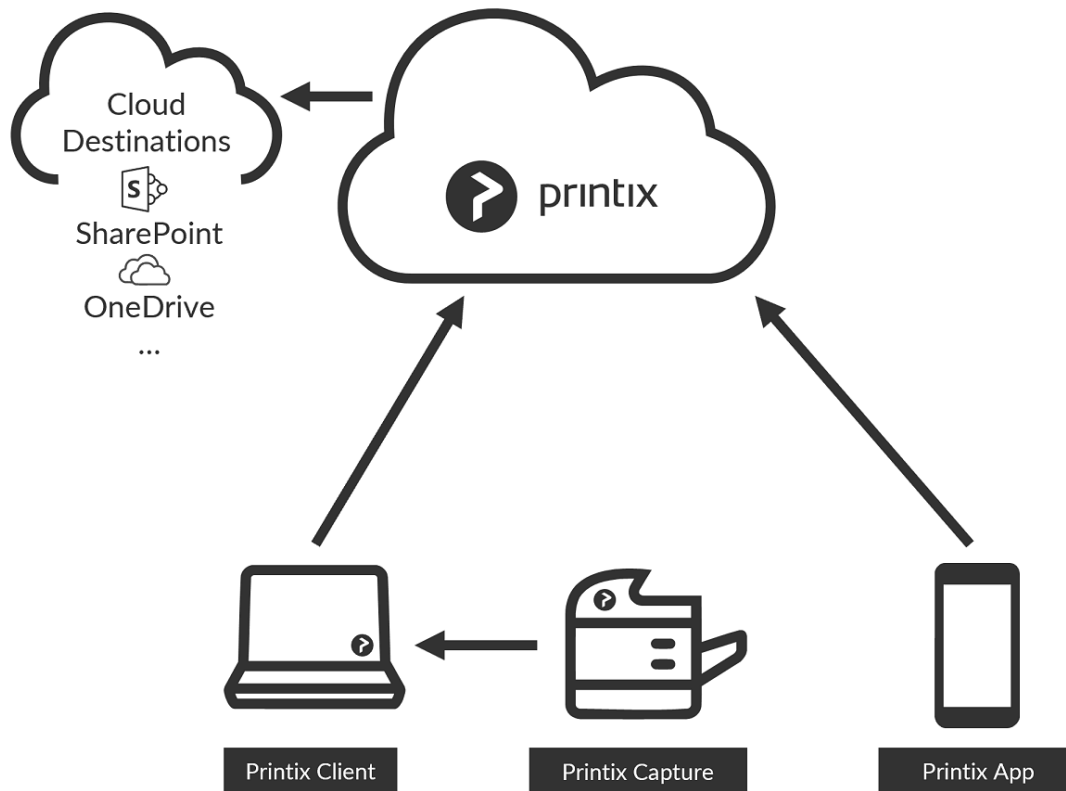 Cloud
Destinations
S
SharePoint
OneDrive
...
printix
Printix Client
Printix Capture
Printix App